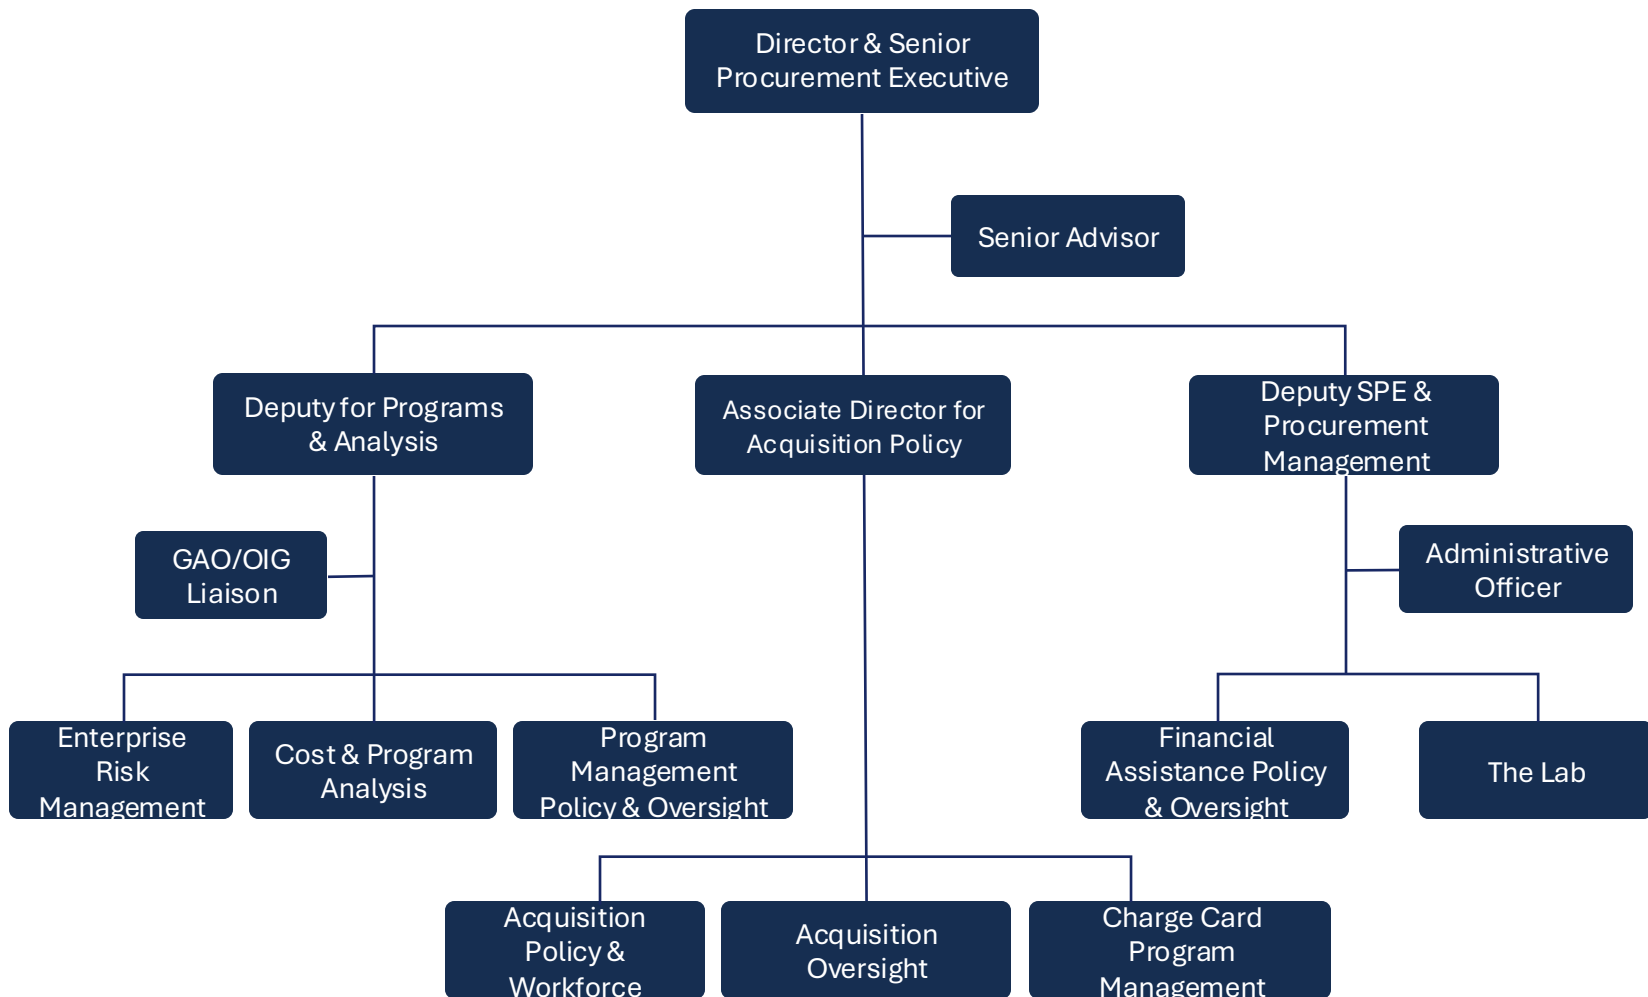 Director & Senior
Procurement Executive
Senior Advisor
Deputy for Programs
& Analysis
Associate Director for
Acquisition Policy
Deputy SPE &
Procurement
Management
GAO/OIG
Liaison
Administrative
Officer
Enterprise
Risk
Management
Cost & Program
Analysis
Program
Management
Policy & Oversight
Financial
Assistance Policy
& Oversight
The Lab
Acquisition
Policy &
Workforce
Acquisition
Oversight
Charge Card
Program
Management